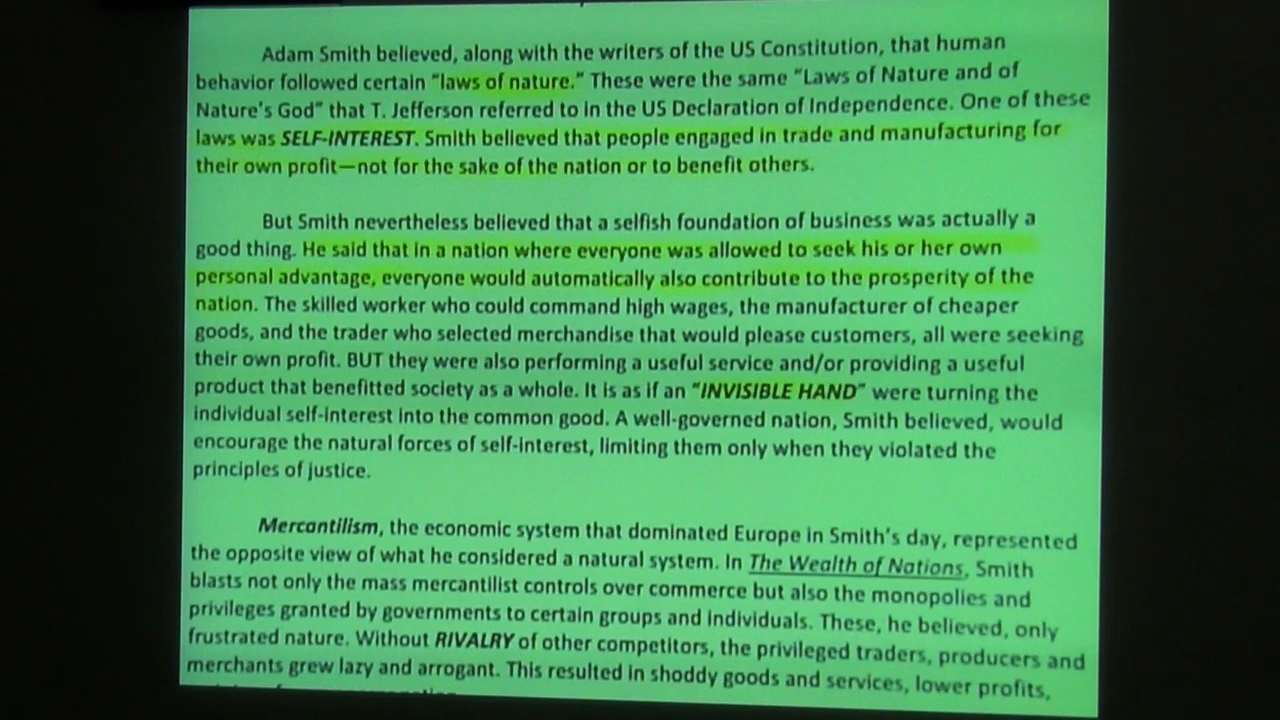 Adam Smith believed, along with the writers of the US Constitution, that human
behavior followed certain "laws of nature." These were the same "Laws of Nature and of
Nature's God" that T. Jefferson referred to in the US Declaration of Independence. One of these
laws was SELF-INTEREST. Smith believed that people engaged in trade and manufacturing for
their own profit—not for the sake of the nation or to benefit others.
But Smith nevertheless believed that a selfish foundation of business was actually a
good thing. He said that in a nation where everyone was allowed to seek his or her own
personal advantage, everyone would automatically also contribute to the prosperity of the
nation. The skilled worker who could command high wages, the manufacturer of cheaper
goods, and the trader who selected merchandise that would please customers, all were seeking
their own profit. BUT they were also performing a useful service and/or providing a useful
product that benefitted society as a whole. It is as if an "INVISIBLE HAND" were turning the
individual self-interest into the common good. A well-governed nation, Smith believed, would
encourage the natural forces of self-interest, limiting them only when they violated the
principles of justice.
Mercantilism, the economic system that dominated Europe in Smith's day, represented
the opposite view of what he considered a natural system. In The Wealth of Nations, Smith
blasts not only the mass mercantilist controls over commerce but also the monopolies and
privileges granted by governments to certain groups and individuals. These, he believed, only
frustrated nature. Without RIVALRY of other competitors, the privileged traders, producers and
merchants grew lazy and arrogant. This resulted in shoddy goods and services, lower profits,